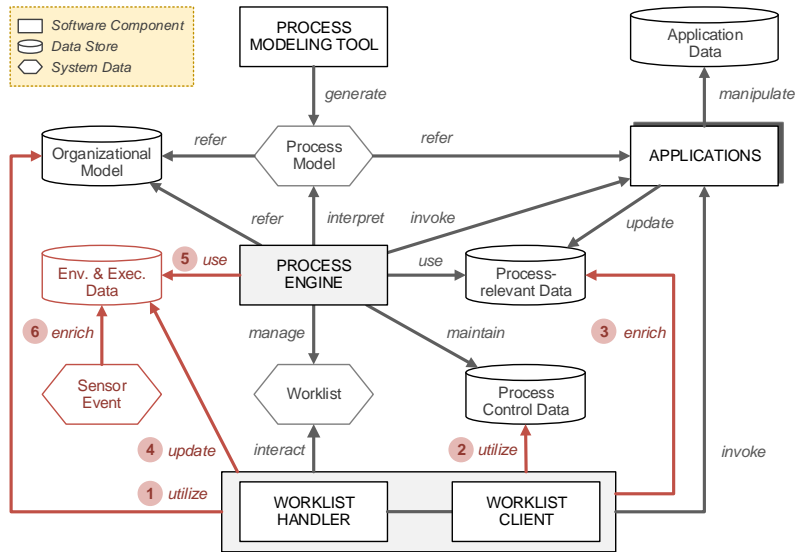 Software Component
Data Store
System Data
PROCESS
MODELING TOOL
Application
Data
generate
manipulate
refer
refer
Organizational
Model
Process
Model
APPLICATIONS
refer
interpret
invoke
update
5 use
Env. & Exec.
Data
PROCESS
ENGINE
use
Process-
relevant Data
6 enrich
manage
maintain
3 enrich
Sensor
Event
Worklist
Process
Control Data
4 update
interact
2 utilize
invoke
1 utilize
WORKLIST
HANDLER
WORKLIST
CLIENT